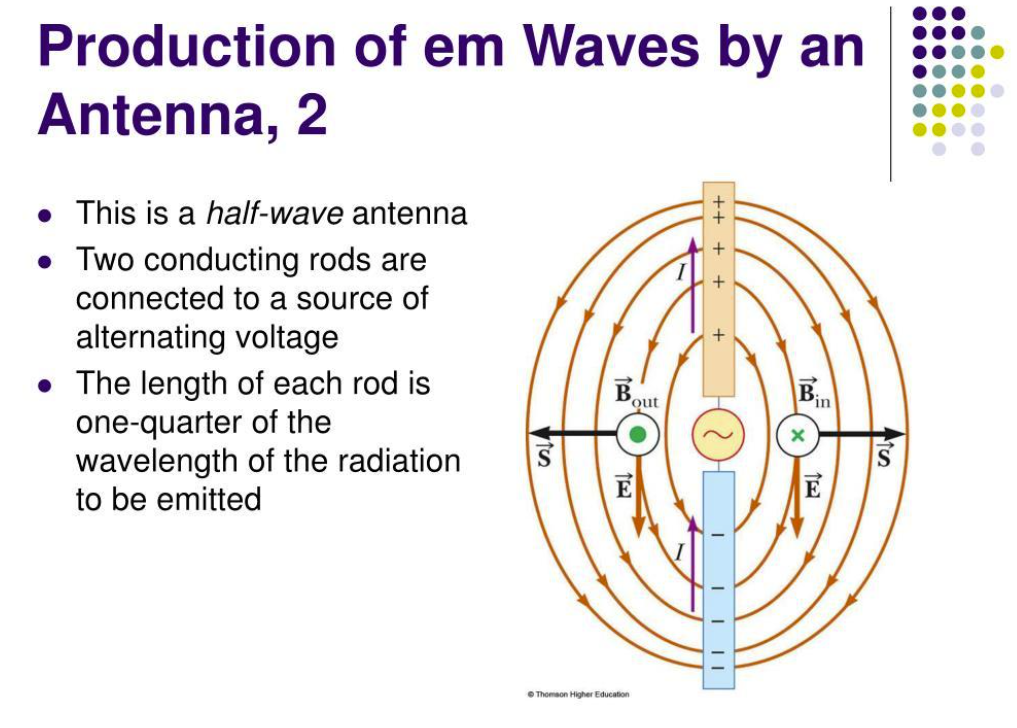 Production of em Waves by an
Antenna, 2
● This is a half-wave antenna
● Two conducting rods are
connected to a source of
alternating voltage
● The length of each rod is
one-quarter of the
wavelength of the radiation
to be emitted
+
+
+
I
+
+
B⃗out
B⃗in
S⃗
S⃗
E⃗
E⃗
−
I
−
−
−
−
© Thomson Higher Education